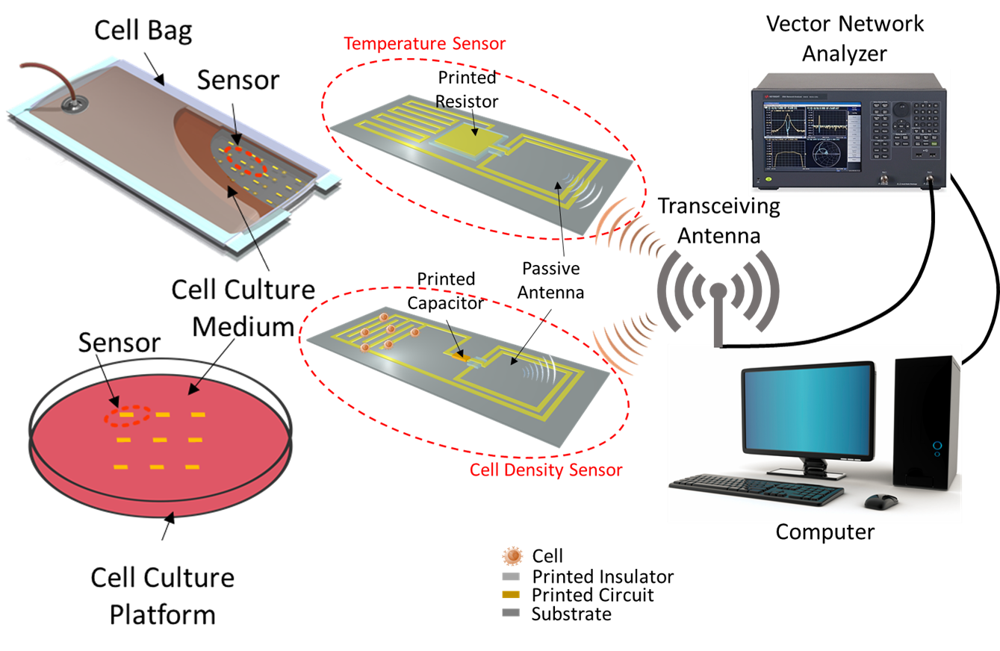 Cell Bag
Sensor
Cell Culture
Medium
Sensor
Cell Culture
Platform
Temperature Sensor
Printed
Resistor
Passive
Antenna
Printed
Capacitor
Cell Density Sensor
Transceiving
Antenna
Vector Network
Analyzer
Computer
Cell
Printed Insulator
Printed Circuit
Substrate